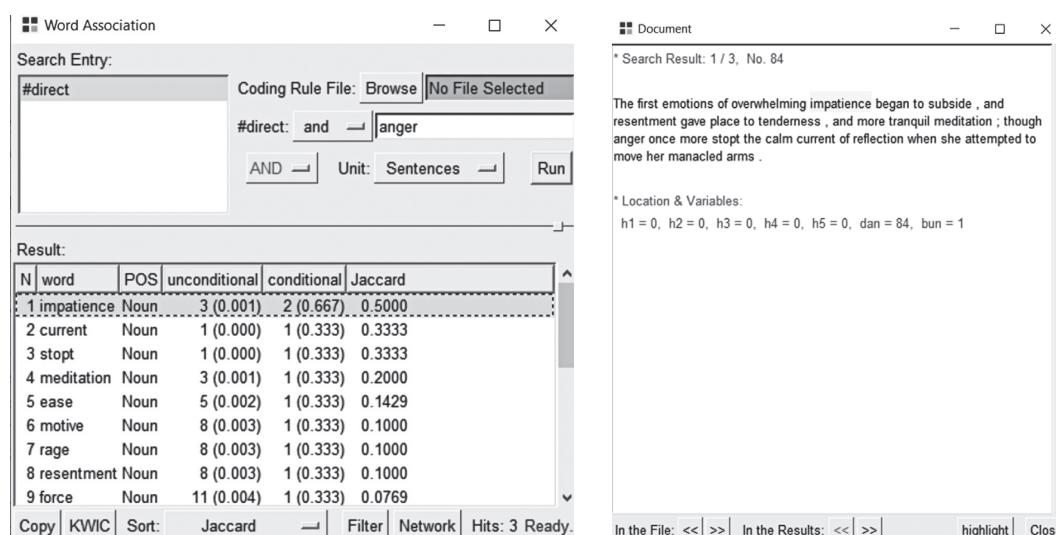 Word Association
Search Entry:
#direct
Coding Rule File: Browse No File Selected
#direct: and anger
AND Unit: Sentences Run
Result:
N word POS unconditional conditional Jaccard
1 impatience Noun 3 (0.001) 2 (0.667) 0.5000
2 current Noun 1 (0.000) 1 (0.333) 0.3333
3 stopt Noun 1 (0.000) 1 (0.333) 0.3333
4 meditation Noun 3 (0.001) 1 (0.333) 0.2000
5 ease Noun 5 (0.002) 1 (0.333) 0.1429
6 motive Noun 8 (0.003) 1 (0.333) 0.1000
7 rage Noun 8 (0.003) 1 (0.333) 0.1000
8 resentment Noun 8 (0.003) 1 (0.333) 0.1000
9 force Noun 11 (0.004) 1 (0.333) 0.0769
Copy KWIC Sort: Jaccard Filter Network Hits: 3 Ready.
Document
* Search Result: 1 / 3, No. 84
The first emotions of overwhelming impatience began to subside , and
resentment gave place to tenderness , and more tranquil meditation ; though
anger once more stopt the calm current of reflection when she attempted to
move her manacled arms .
* Location & Variables:
h1 = 0, h2 = 0, h3 = 0, h4 = 0, h5 = 0, dan = 84, bun = 1
In the File: << >> In the Results: << >> highlight Clos